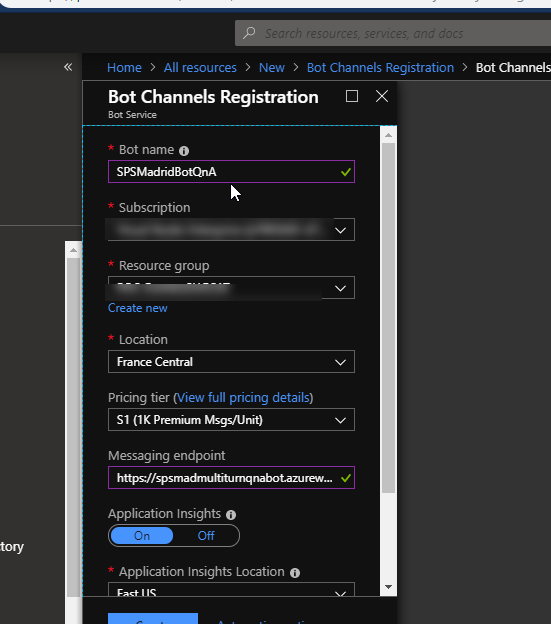 Search resources, services, and docs
«
Home > All resources > New > Bot Channels Registration > Bot Channels
Bot Channels Registration
Bot Service
* Bot name
SPSMadridBotQnA
* Subscription
* Resource group
Create new
* Location
France Central
Pricing tier (View full pricing details)
S1 (1K Premium Msgs/Unit)
Messaging endpoint
https://spsmadmultiturnqnabot.azurew...
Application Insights
On Off
tory
* Application Insights Location
East US